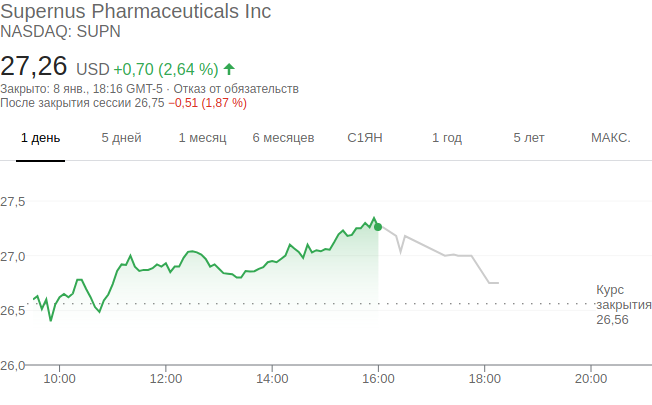 Supernus Pharmaceuticals Inc
NASDAQ: SUPN
27,26 USD +0,70 (2,64 %)
Закрыто: 8 янв., 18:16 GMT-5 · Отказ от обязательств
После закрытия сессии 26,75 −0,51 (1,87 %)
1 день 5 дней 1 месяц 6 месяцев С1ЯН 1 год 5 лет МАКС.
27,5
27,0
26,5
26,0
Курс
закрытия
26,56
10:00 12:00 14:00 16:00 18:00 20:00